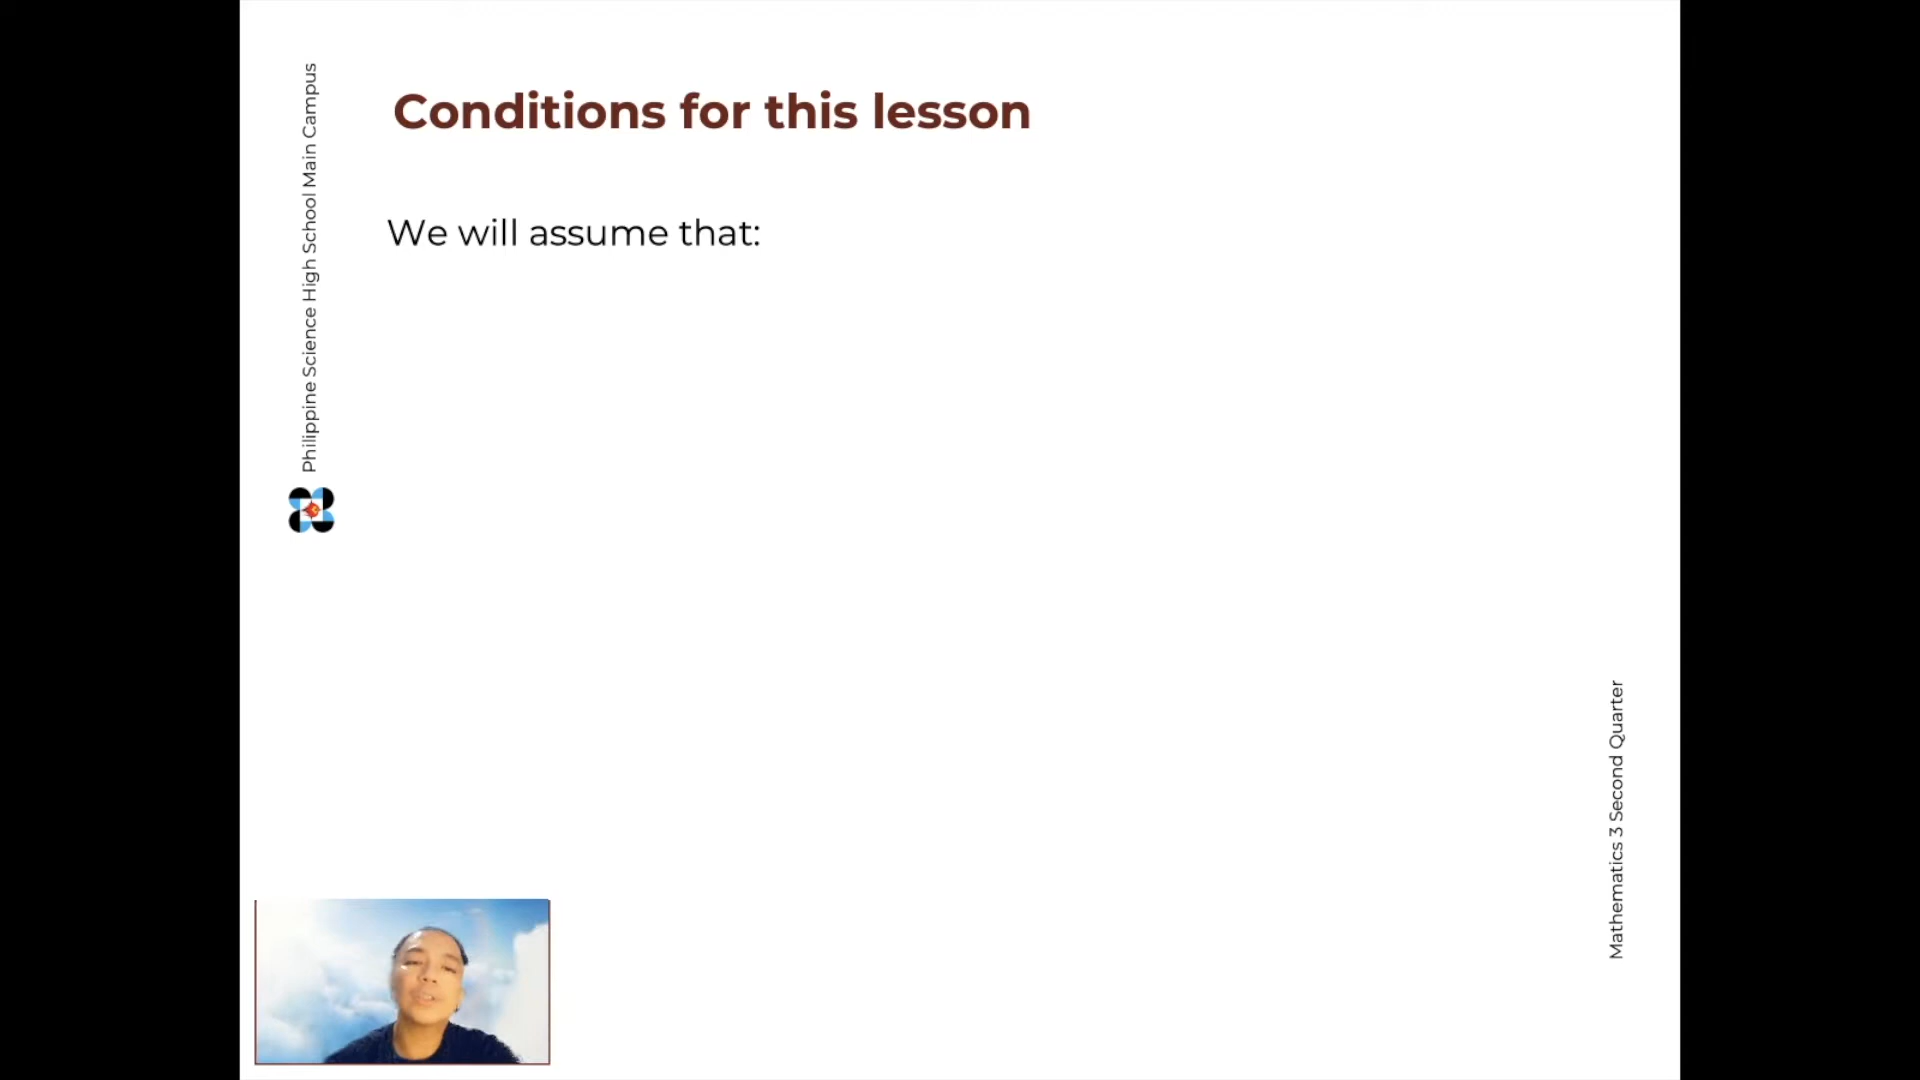 Philippine Science High School Main Campus
Conditions for this lesson
We will assume that:
Mathematics 3 Second Quarter